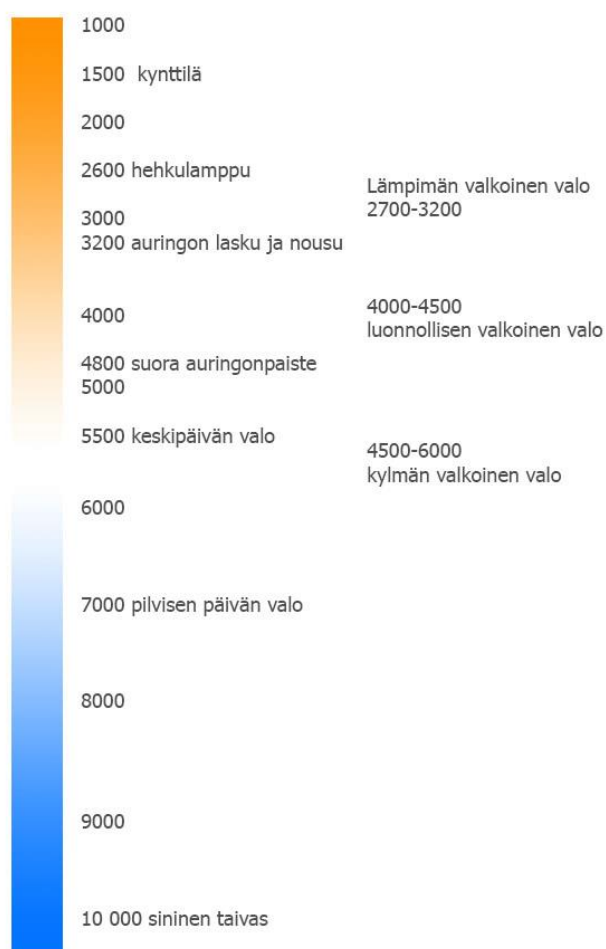 1000
1500 kynttilä
2000
2600 hehkulamppu
Lämpimän valkoinen valo
2700-3200
3000
3200 auringon lasku ja nousu
4000-4500
luonnollisen valkoinen valo
4000
4800 suora auringonpaiste
5000
5500 keskipäivän valo
4500-6000
kylmän valkoinen valo
6000
7000 pilvisen päivän valo
8000
9000
10 000 sininen taivas